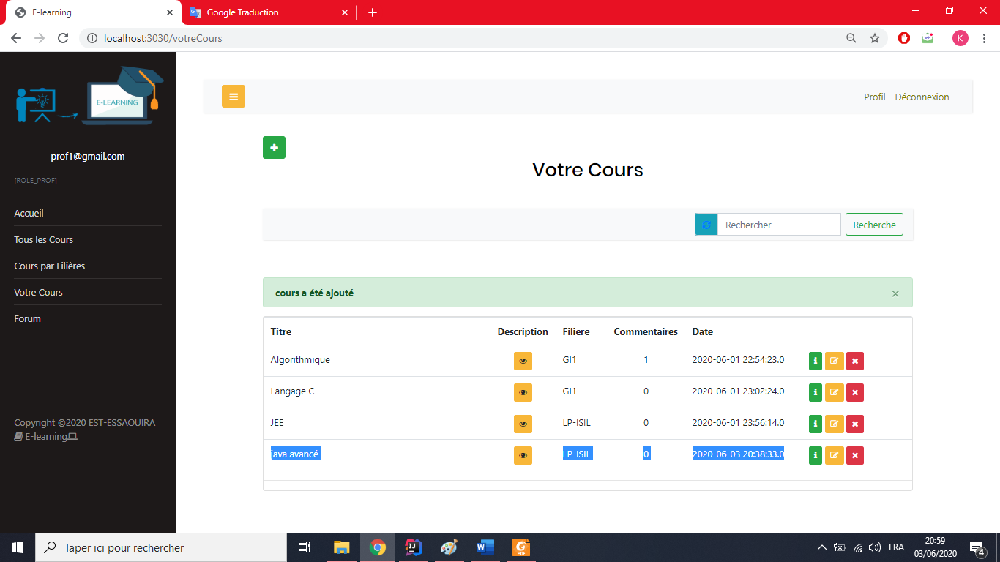 E-learning
Google Traduction
localhost:3030/votreCours
K
E-LEARNING
prof1@gmail.com
[ROLE_PROF]
Accueil
Tous les Cours
Cours par Filières
Votre Cours
Forum
Copyright ©2020 EST-ESSAOUIRA
E-learning
Profil Déconnexion
Votre Cours
Rechercher Recherche
cours a été ajouté ×
Titre Description Filiere Commentaires Date
Algorithmique GI1 1 2020-06-01 22:54:23.0
Langage C GI1 0 2020-06-01 23:02:24.0
JEE LP-ISIL 0 2020-06-01 23:56:14.0
java avancé LP-ISIL 0 2020-06-03 20:38:33.0
Taper ici pour rechercher
FRA
20:59
03/06/2020
4